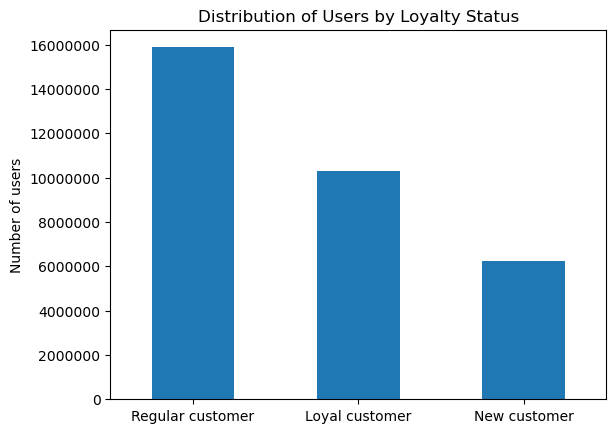 Distribution of Users by Loyalty Status
Number of users
16000000
14000000
12000000
10000000
8000000
6000000
4000000
2000000
0
Regular customer
Loyal customer
New customer